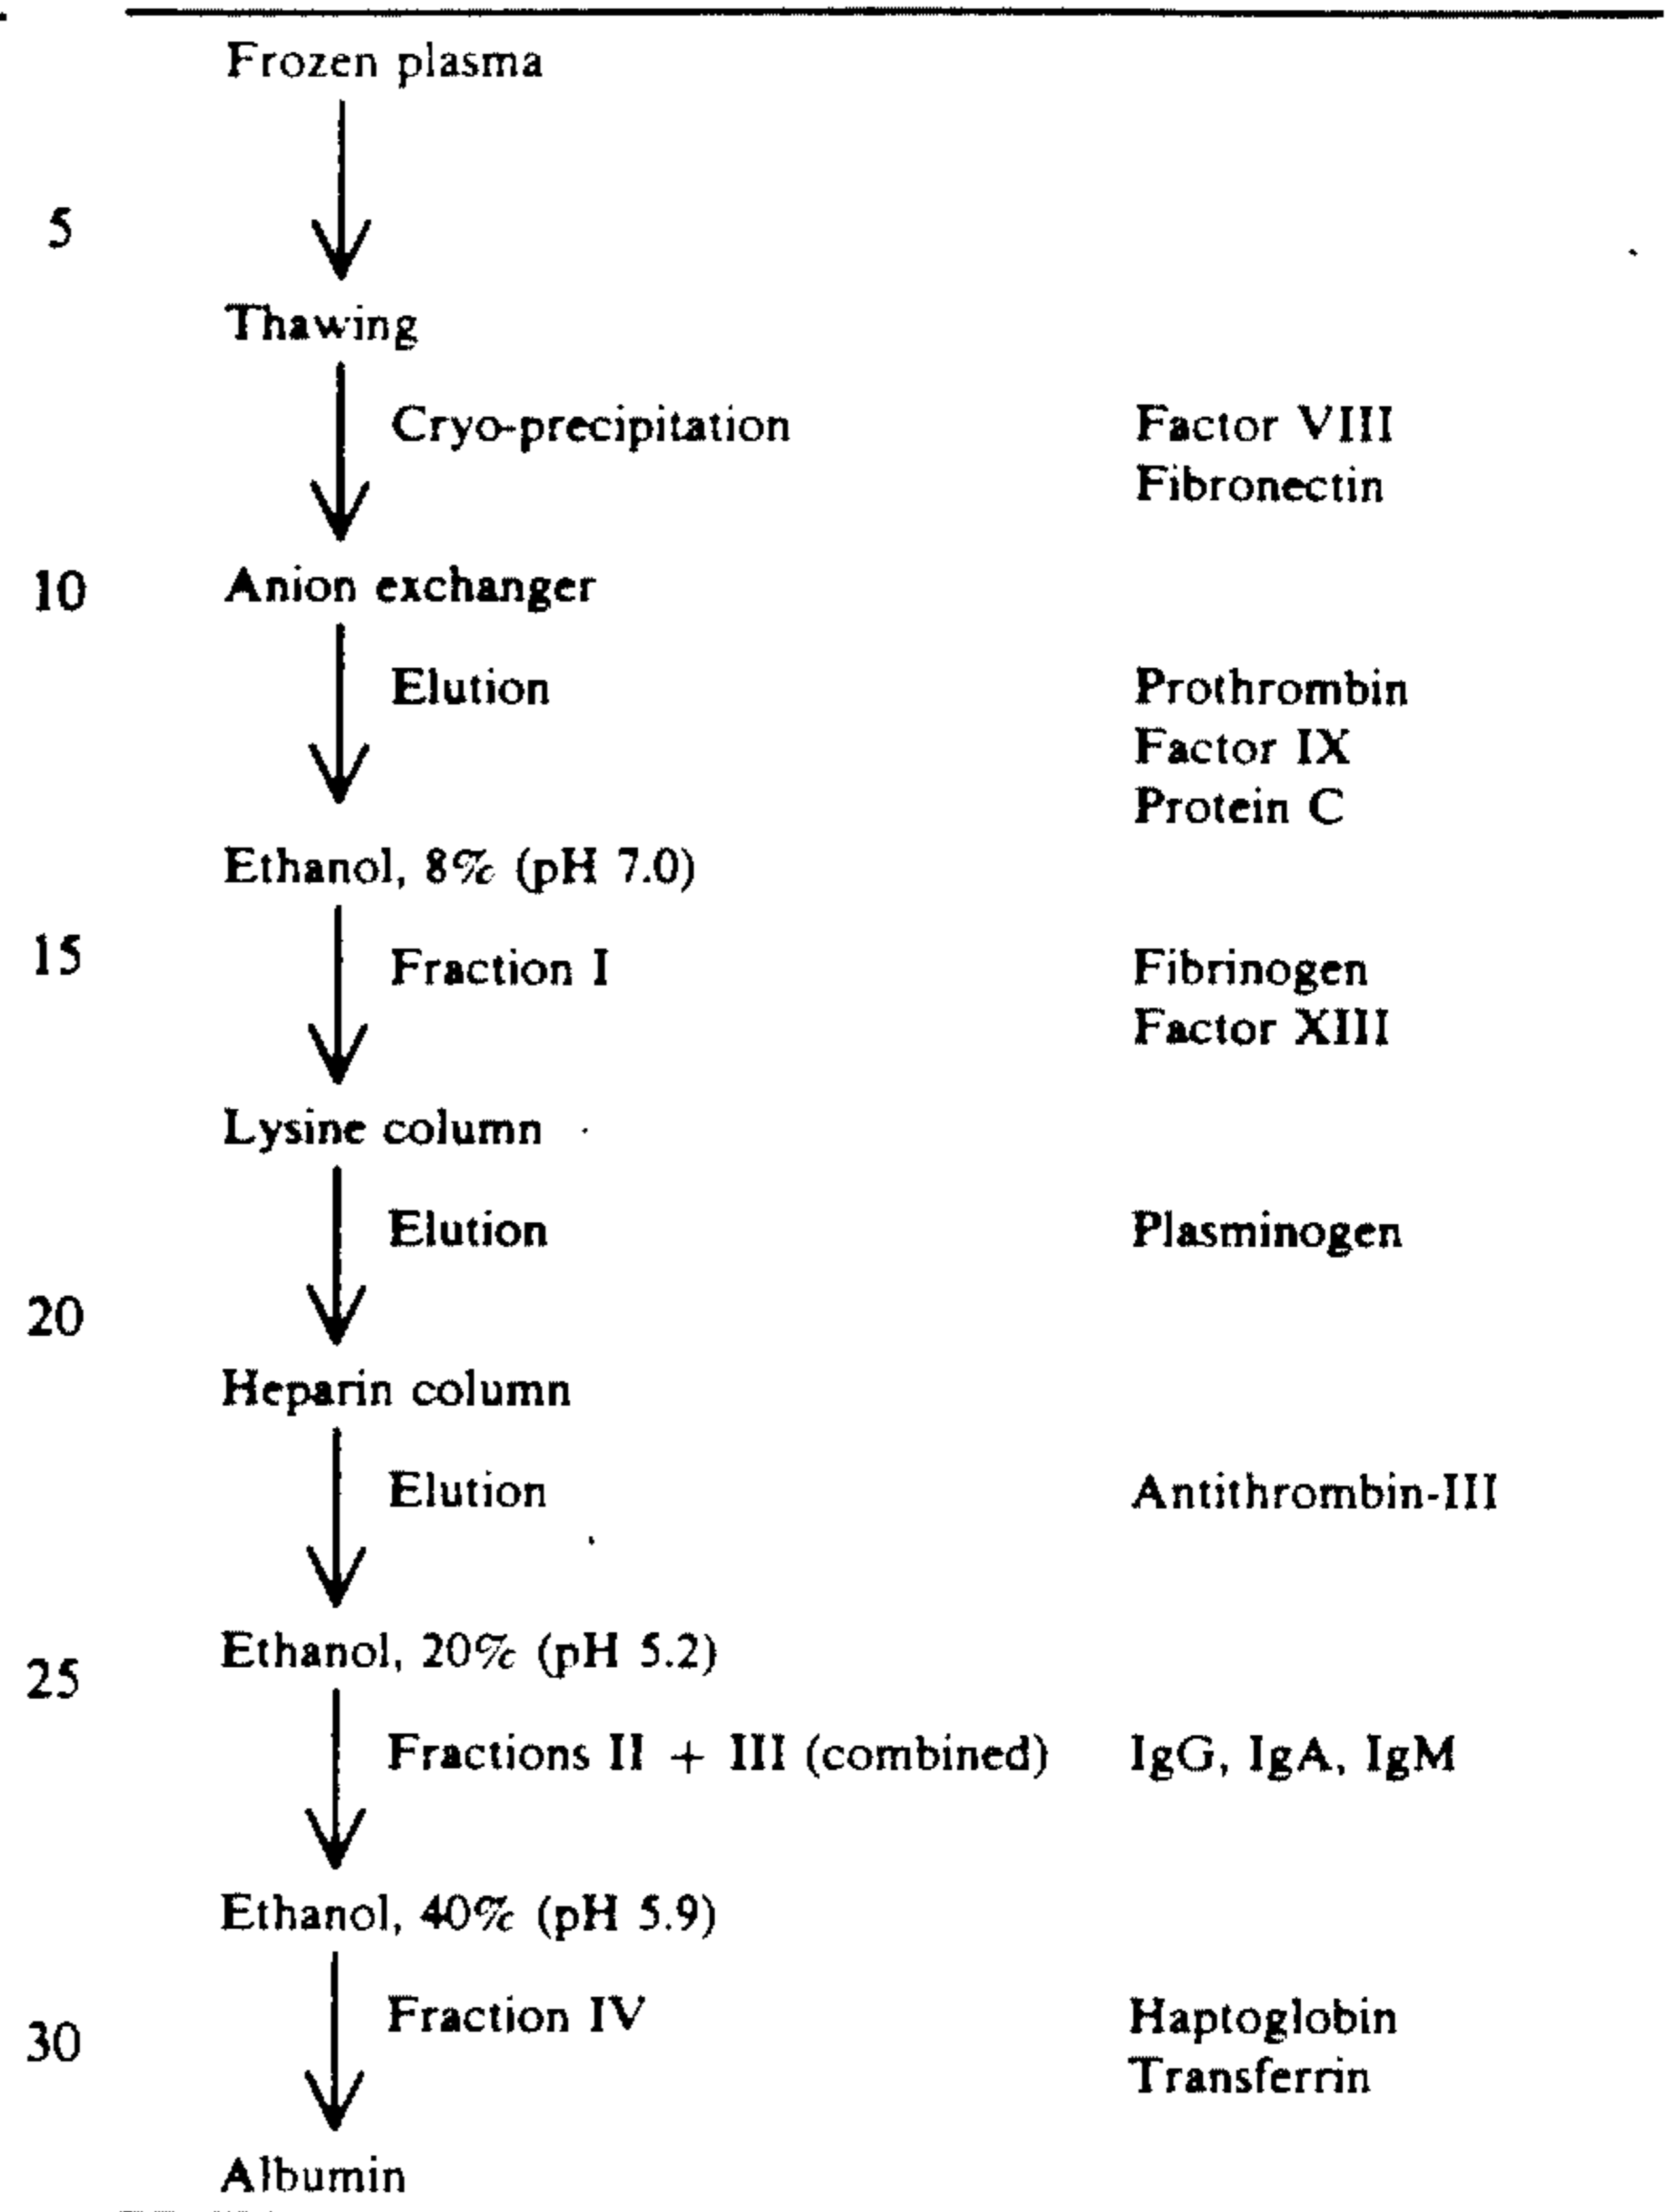 Frozen plasma
5
Thawing
Cryo-precipitation Factor VIII
Fibronectin
10 Anion exchanger
Elution Prothrombin
Factor IX
Protein C
Ethanol, 8% (pH 7.0)
15 Fraction I Fibrinogen
Factor XIII
Lysine column
Elution Plasminogen
20
Heparin column
Elution Antithrombin-III
Ethanol, 20% (pH 5.2)
25
Fractions II + III (combined) IgG, IgA, IgM
Ethanol, 40% (pH 5.9)
Fraction IV Haptoglobin
30
Transferrin
Albumin